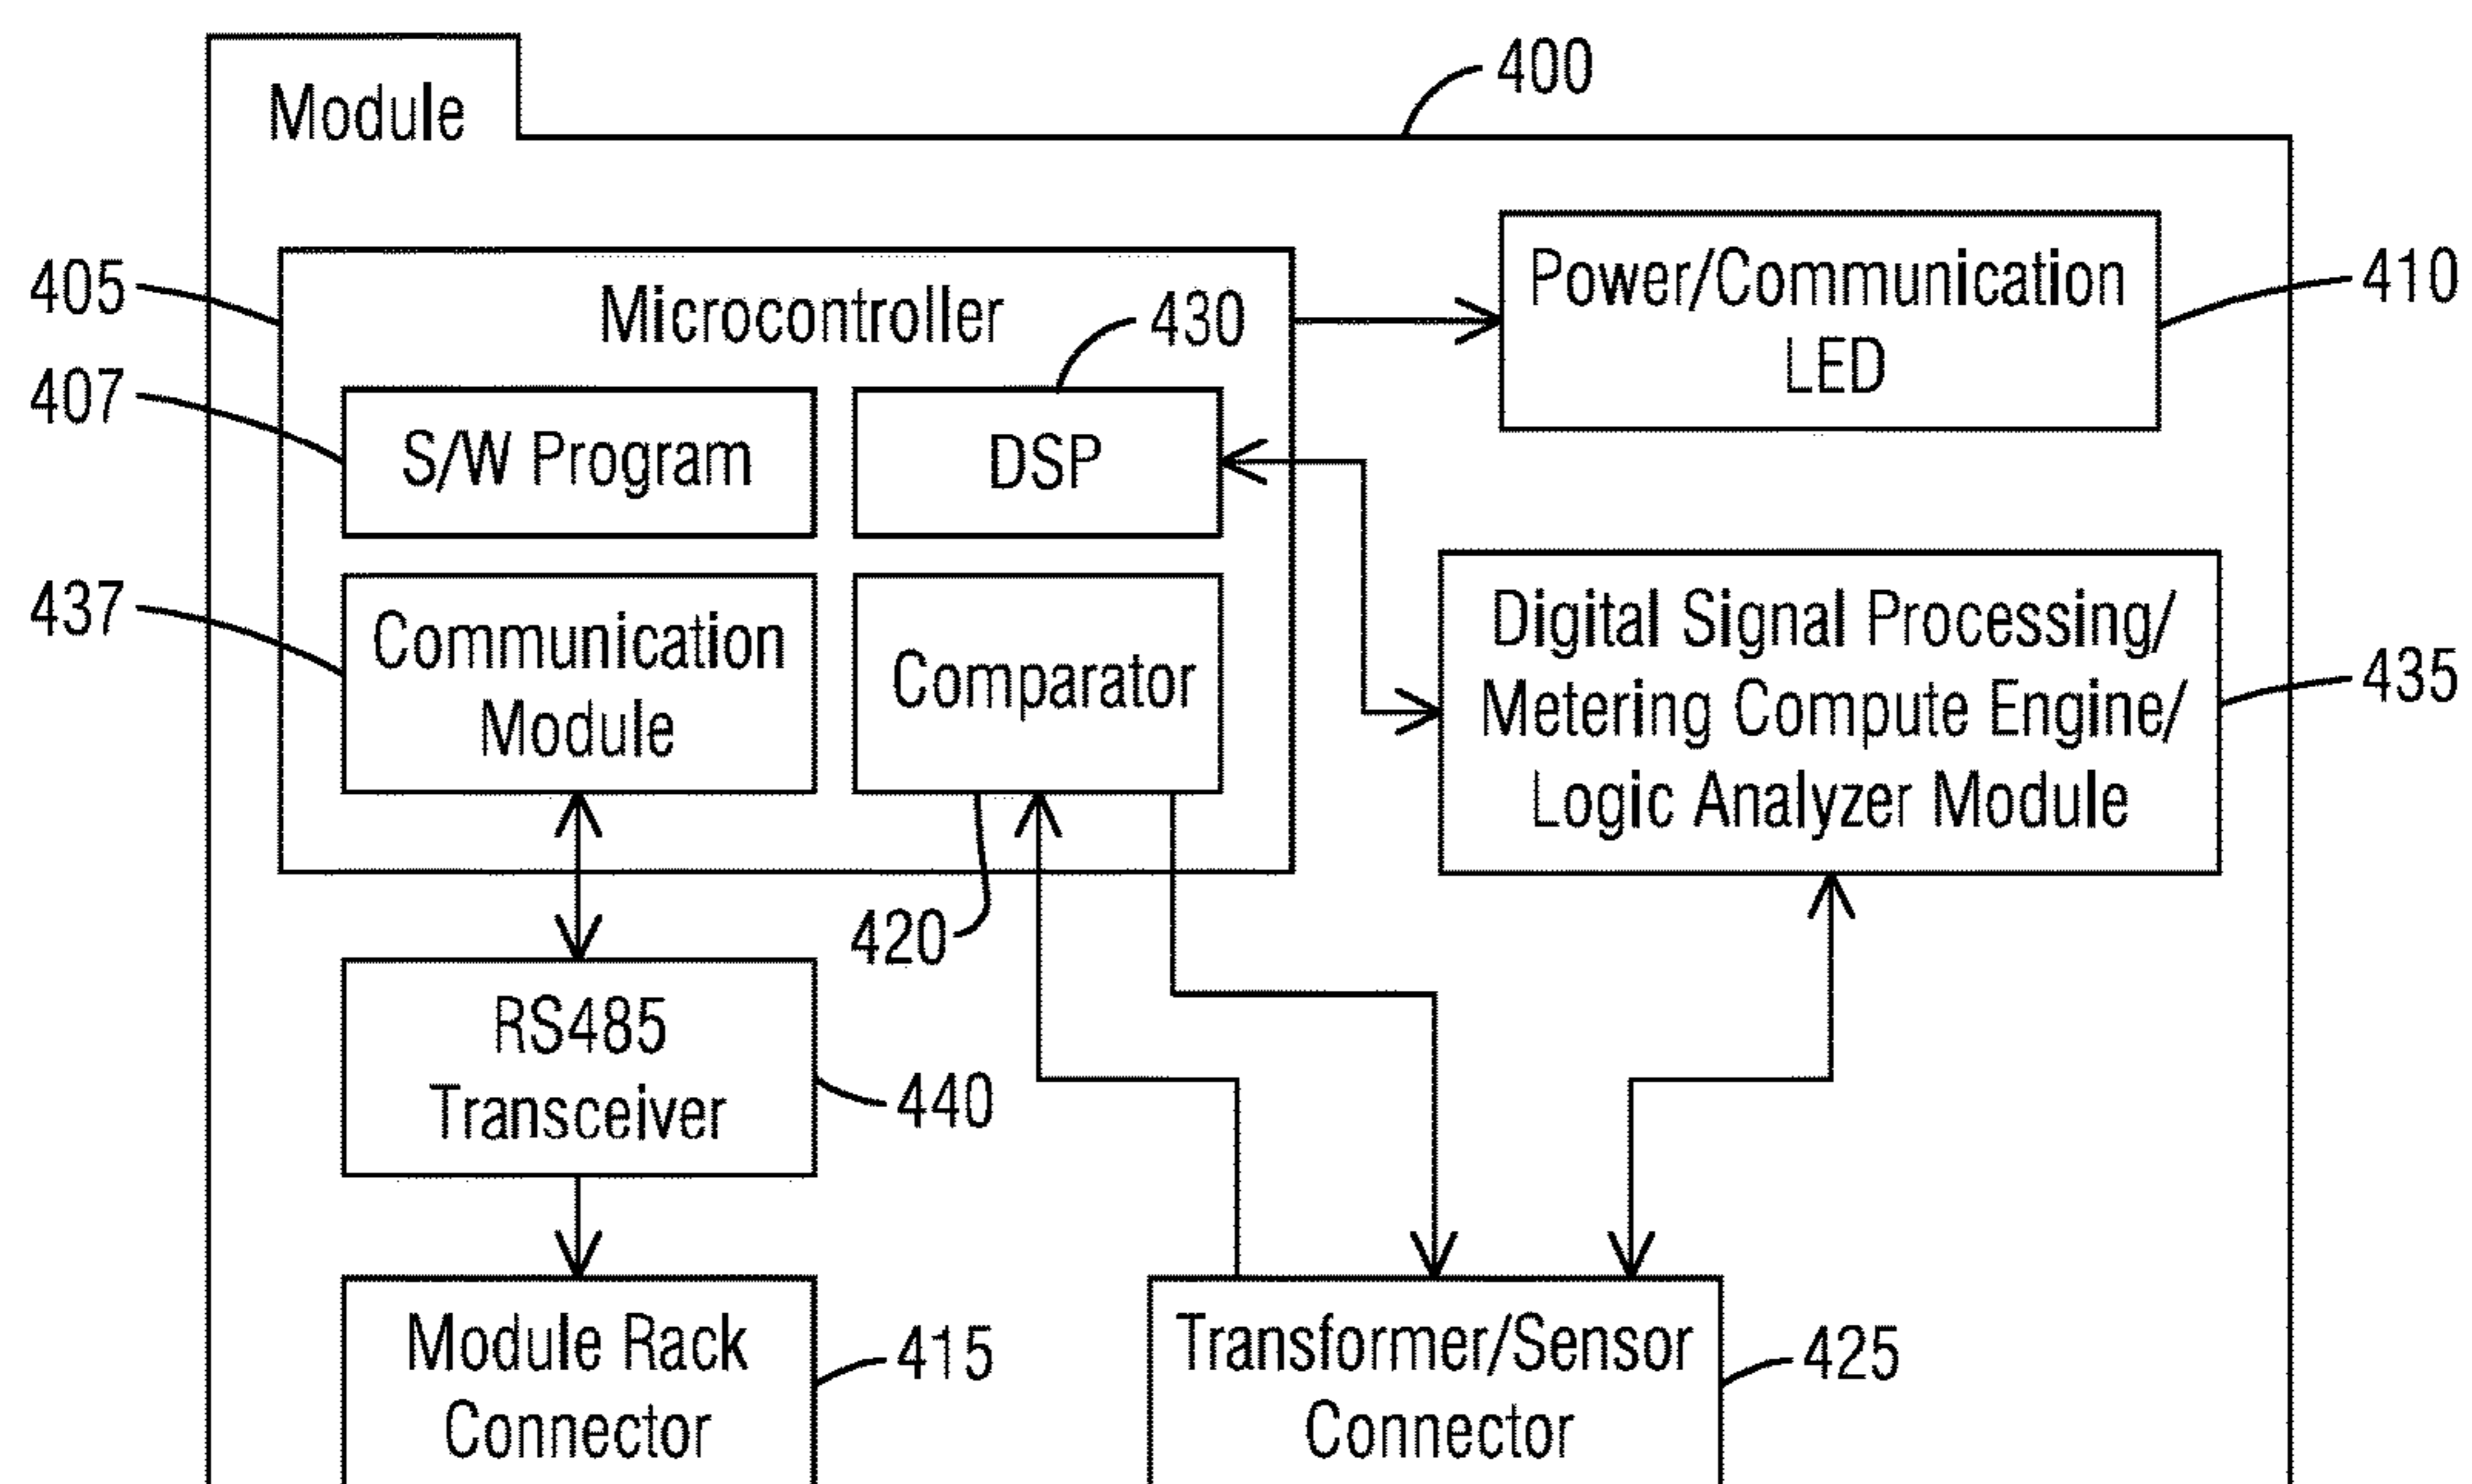 Module
400
405
Microcontroller
430
Power/Communication
LED
410
407
S/W Program
DSP
437
Communication
Module
Comparator
Digital Signal Processing/
Metering Compute Engine/
Logic Analyzer Module
435
420
RS485
Transceiver
440
Module Rack
Connector
415
Transformer/Sensor
Connector
425